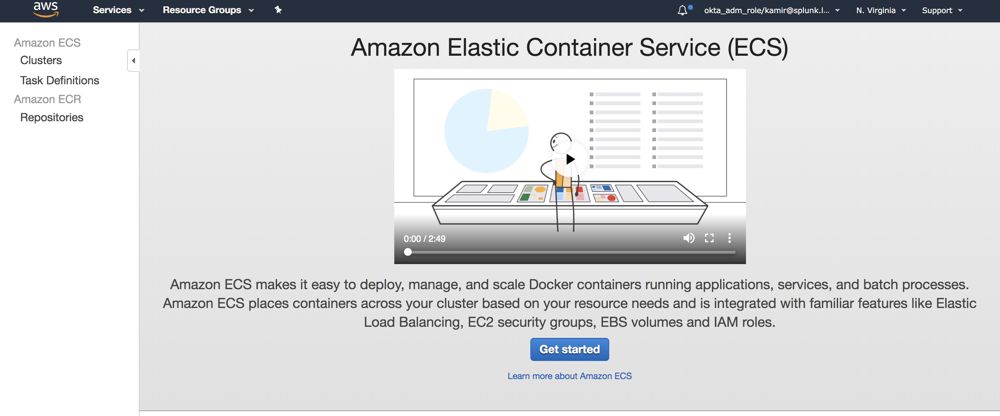 aws
Services
Resource Groups
okta_adm_role/kamir@splunk.l...
N. Virginia
Support
Amazon ECS
Clusters
Task Definitions
Amazon ECR
Repositories
Amazon Elastic Container Service (ECS)
0:00 / 2:49
Amazon ECS makes it easy to deploy, manage, and scale Docker containers running applications, services, and batch processes.
Amazon ECS places containers across your cluster based on your resource needs and is integrated with familiar features like Elastic
Load Balancing, EC2 security groups, EBS volumes and IAM roles.
Get started
Learn more about Amazon ECS